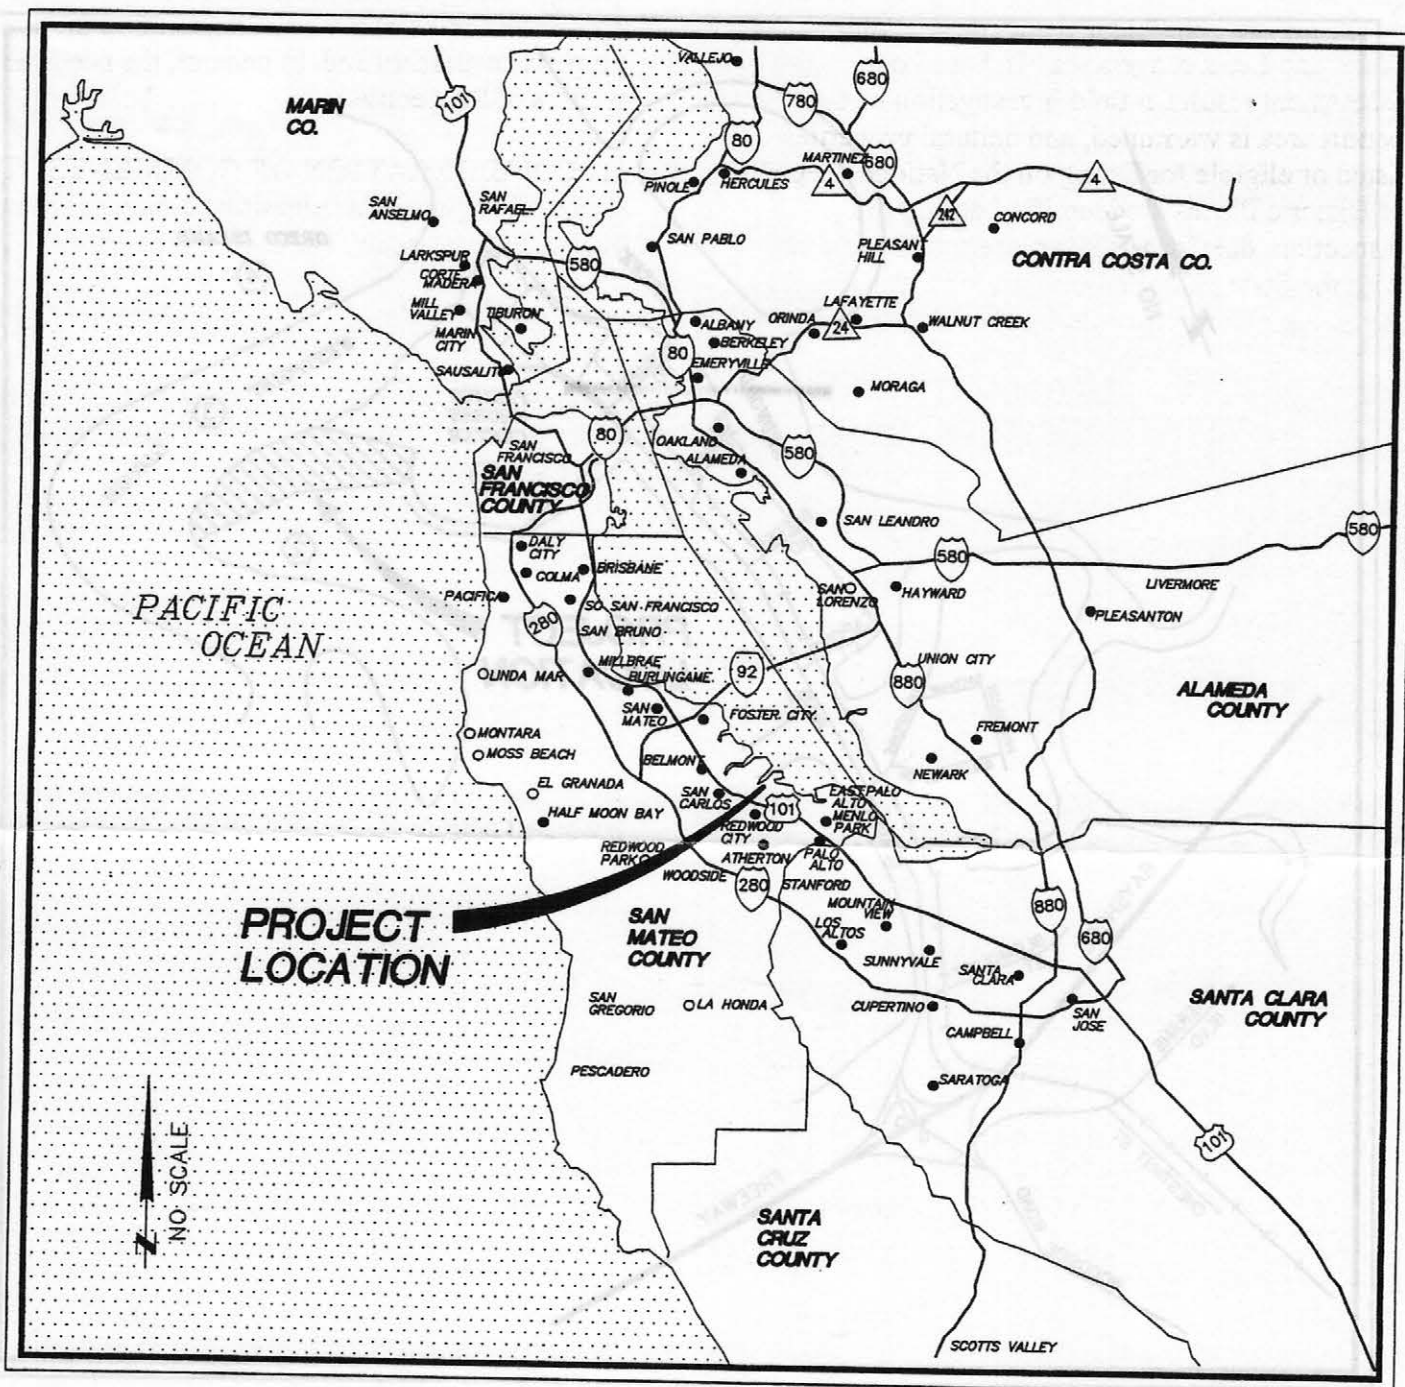 VALLEJO
680
780
MARIN
CO.
101
80
MARTINEZ
680
PINOLE
HERCULES
4
4
SAN
RAFAEL
SAN
ANSELMO
242
CONCORD
SAN PABLO
PLEASANT
HILL
CONTRA COSTA CO.
LARKSPUR
580
CORTE
MADERA
MILL
VALLEY
TIBURON
LAFAYETTE
ALBANY
ORINDA
24
WALNUT CREEK
MARIN
CITY
BERKELEY
80
EMERYVILLE
SAUSALITO
MORAGA
80
OAKLAND
SAN
FRANCISCO
580
ALAMEDA
SAN
FRANCISCO
COUNTY
SAN LEANDRO
580
DALY
CITY
580
COLMA
BRISBANE
LIVERMORE
PACIFICA
SAN
LORENZO
HAYWARD
SO SAN FRANCISCO
PLEASANTON
PACIFIC
OCEAN
280
SAN BRUNO
UNION CITY
MILLBRAE
LINDA MAR
BURLINGAME
92
880
ALAMEDA
COUNTY
SAN
MATEO
FOSTER CITY
FREMONT
MONTARA
MOSS BEACH
BELMONT
NEWARK
EL GRANADA
SAN
CARLOS
EAST PALO
ALTO
101
HALF MOON BAY
MENLO
PARK
REDWOOD
CITY
REDWOOD
PARK
ATHERTON
PALO
ALTO
WOODSIDE
280
STANFORD
PROJECT
LOCATION
SAN
MATEO
COUNTY
MOUNTAIN
VIEW
880
LOS
ALTOS
680
SUNNYVALE
SANTA
CLARA
SAN
GREGORIO
LA HONDA
CUPERTINO
SAN
JOSE
SANTA CLARA
COUNTY
CAMPBELL
PESCADERO
SARATOGA
101
N
NO SCALE
SANTA
CRUZ
COUNTY
SCOTTS VALLEY